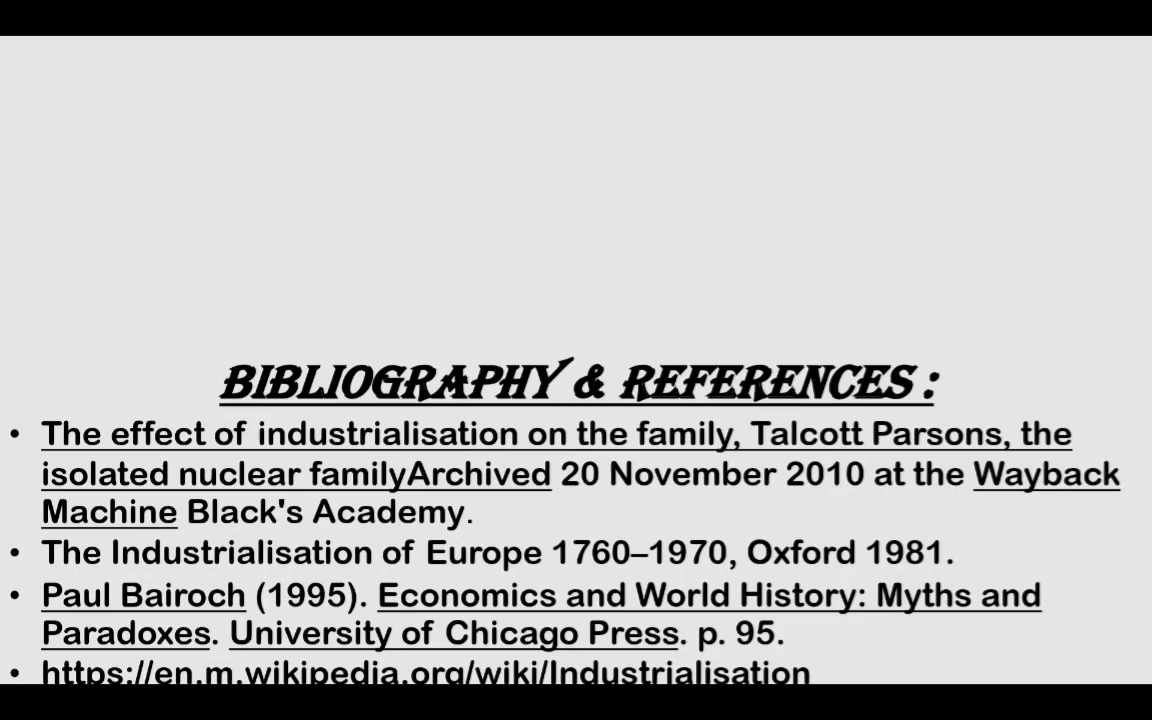 BIBLIOGRAPHY & REFERENCES :
• The effect of industrialisation on the family, Talcott Parsons, the
isolated nuclear familyArchived 20 November 2010 at the Wayback
Machine Black's Academy.
• The Industrialisation of Europe 1760–1970, Oxford 1981.
• Paul Bairoch (1995). Economics and World History: Myths and
Paradoxes. University of Chicago Press. p. 95.
• https://en.m.wikipedia.org/wiki/Industrialisation